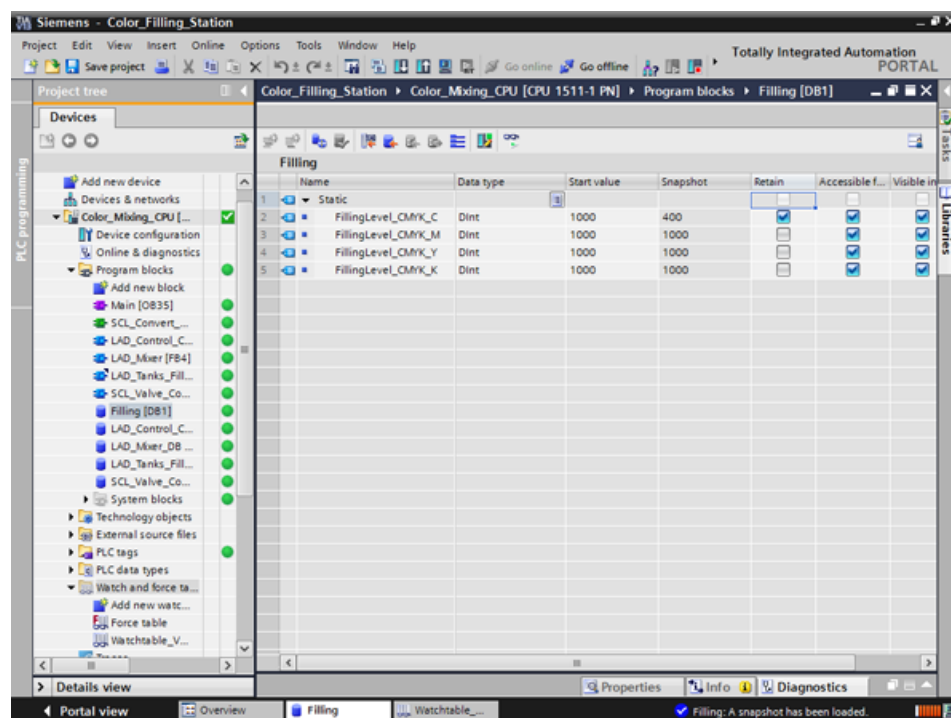 Siemens - Color_Filling_Station
Project Edit View Insert Online Options Tools Window Help
Totally Integrated Automation
PORTAL
Save project Go online Go offline
Project tree
Color_Filling_Station Color_Mixing_CPU [CPU 1511-1 PN] Program blocks Filling [DB1]
Devices
Tasks
Libraries
PLC programming
Filling
Name Data type Start value Snapshot Retain Accessible f... Visible in
1 Static
2 FillingLevel_CMYK_C DInt 1000 400
3 FillingLevel_CMYK_M DInt 1000 1000
4 FillingLevel_CMYK_Y DInt 1000 1000
5 FillingLevel_CMYK_K DInt 1000 1000
Add new device
Devices & networks
Color_Mixing_CPU [...
Device configuration
Online & diagnostics
Program blocks
Add new block
Main [OB35]
SCL_Convert_...
LAD_Control_C...
LAD_Mixer [FB4]
LAD_Tanks_Fill...
SCL_Valve_Co...
Filling [DB1]
LAD_Control_C...
LAD_Mixer_DB ...
LAD_Tanks_Fill...
SCL_Valve_Co...
System blocks
Technology objects
External source files
PLC tags
PLC data types
Watch and force ta...
Add new watc...
Force table
Watchtable_V...
Details view
Properties Info Diagnostics
Portal view Overview Filling Watchtable_... Filling: A snapshot has been loaded.